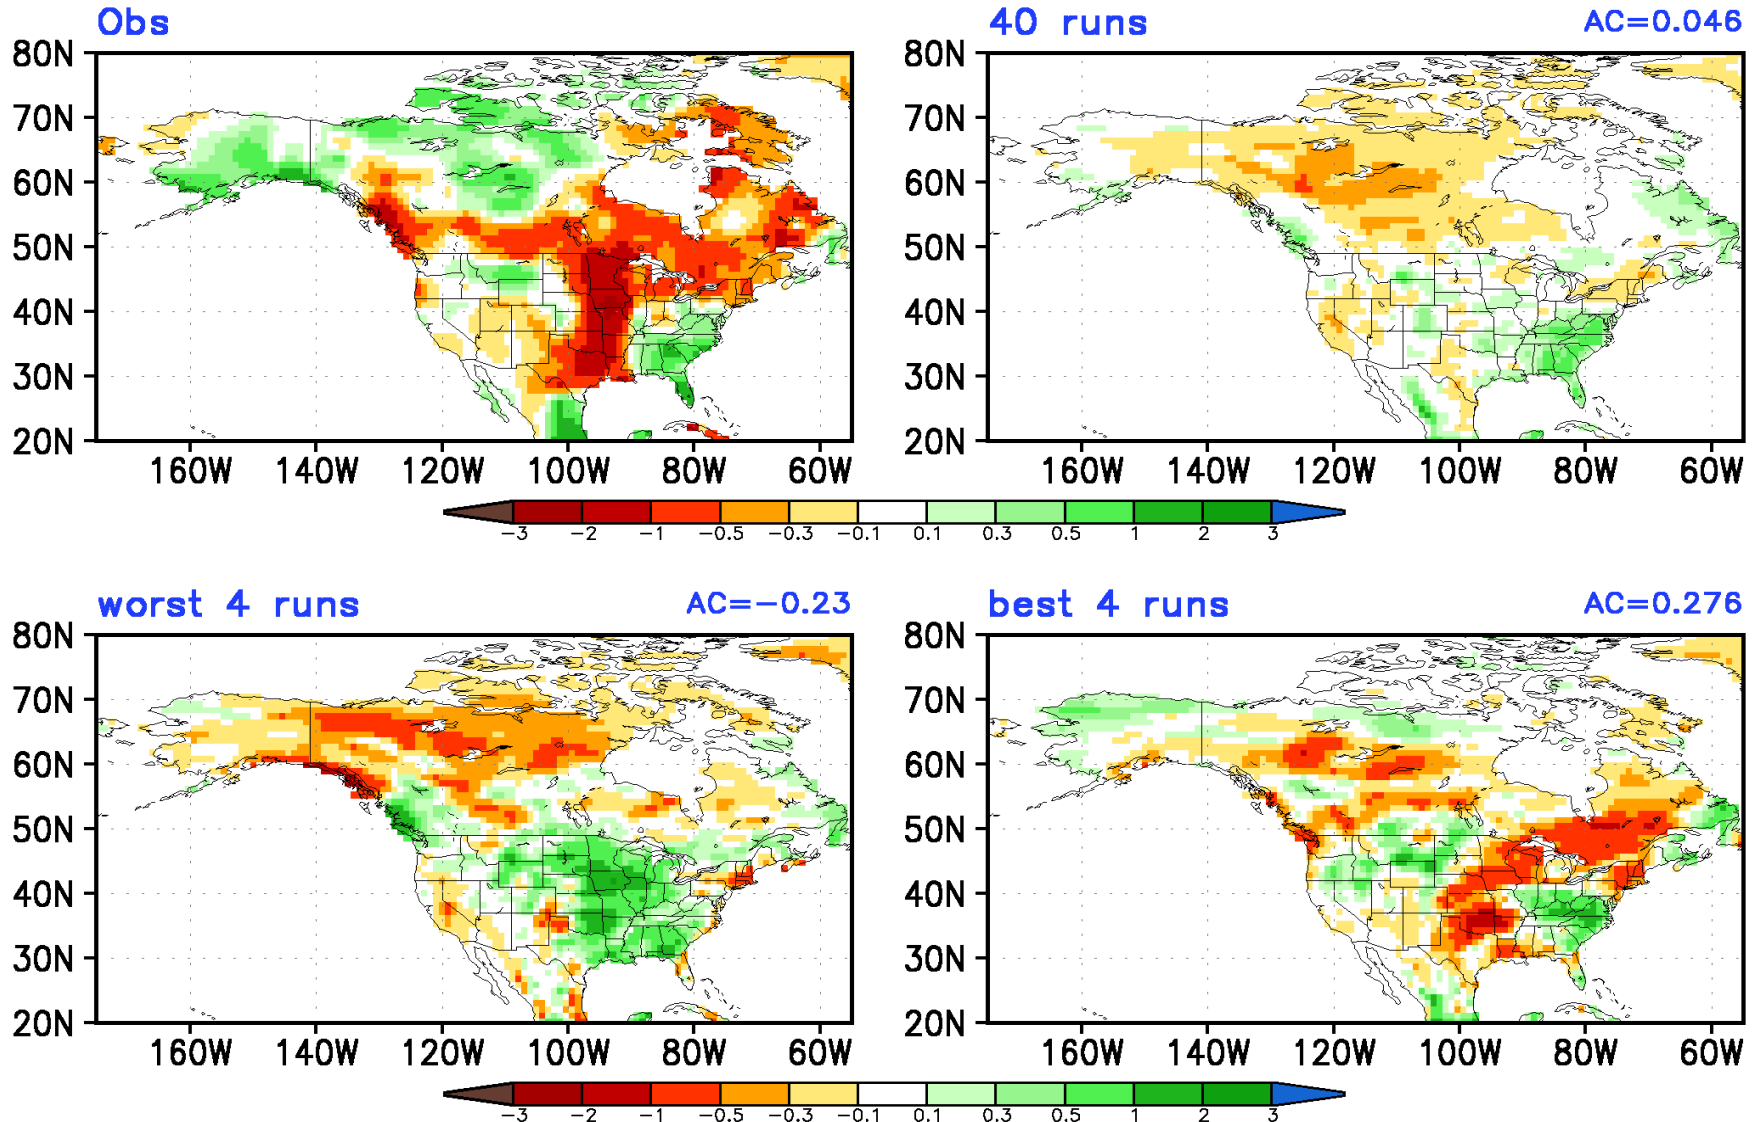 Obs
40 runs AC=0.046
80N 80N
70N 70N
60N 60N
50N 50N
40N 40N
30N 30N
20N 20N
160W 140W 120W 100W 80W 60W 160W 140W 120W 100W 80W 60W
-3 -2 -1 -0.5 -0.3 -0.1 0.1 0.3 0.5 1 2 3
worst 4 runs AC=-0.23
best 4 runs AC=0.276
80N 80N
70N 70N
60N 60N
50N 50N
40N 40N
30N 30N
20N 20N
160W 140W 120W 100W 80W 60W 160W 140W 120W 100W 80W 60W
-3 -2 -1 -0.5 -0.3 -0.1 0.1 0.3 0.5 1 2 3